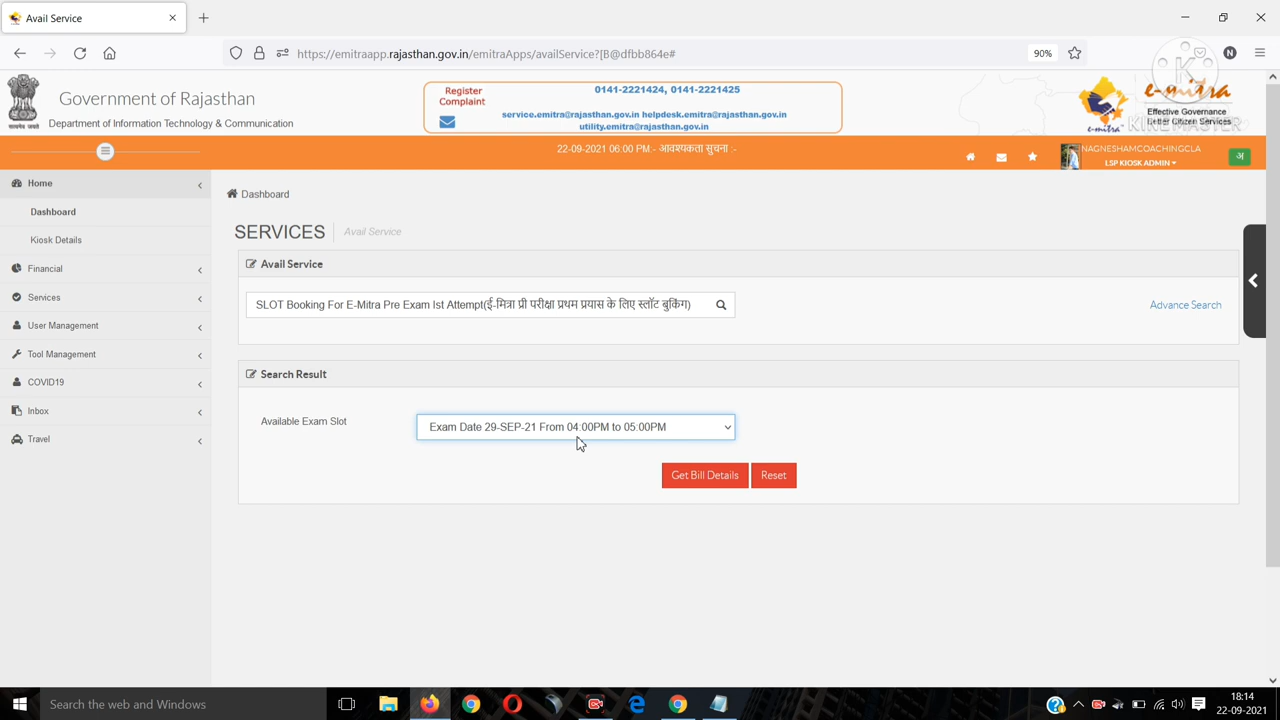 Avail Service
https://emitraapp.rajasthan.gov.in/emitraApps/availService?[B@dfbb864e#
90%
N
Government of Rajasthan
Department of Information Technology & Communication
Register Complaint
0141-2221424, 0141-2221425
service.emitra@rajasthan.gov.in helpdesk.emitra@rajasthan.gov.in
utility.emitra@rajasthan.gov.in
e-mitra
e-mitra
Effective Governance
Better Citizen Services
K
KINEMASTER
22-09-2021 06:00 PM - आवश्यकता सुचना :-
NAGNESHAMCOACHINGCLA
LSP KIOSK ADMIN
अ
Home
Dashboard
Kiosk Details
Financial
Services
User Management
Tool Management
COVID19
Inbox
Travel
Dashboard
SERVICES
Avail Service
Avail Service
SLOT Booking For E-Mitra Pre Exam Ist Attempt(ई-मित्रा प्री परीक्षा प्रथम प्रयास के लिए स्लॉट बुकिंग)
Advance Search
Search Result
Available Exam Slot
Exam Date 29-SEP-21 From 04:00PM to 05:00PM
Get Bill Details
Reset
Search the web and Windows
18:14
22-09-2021